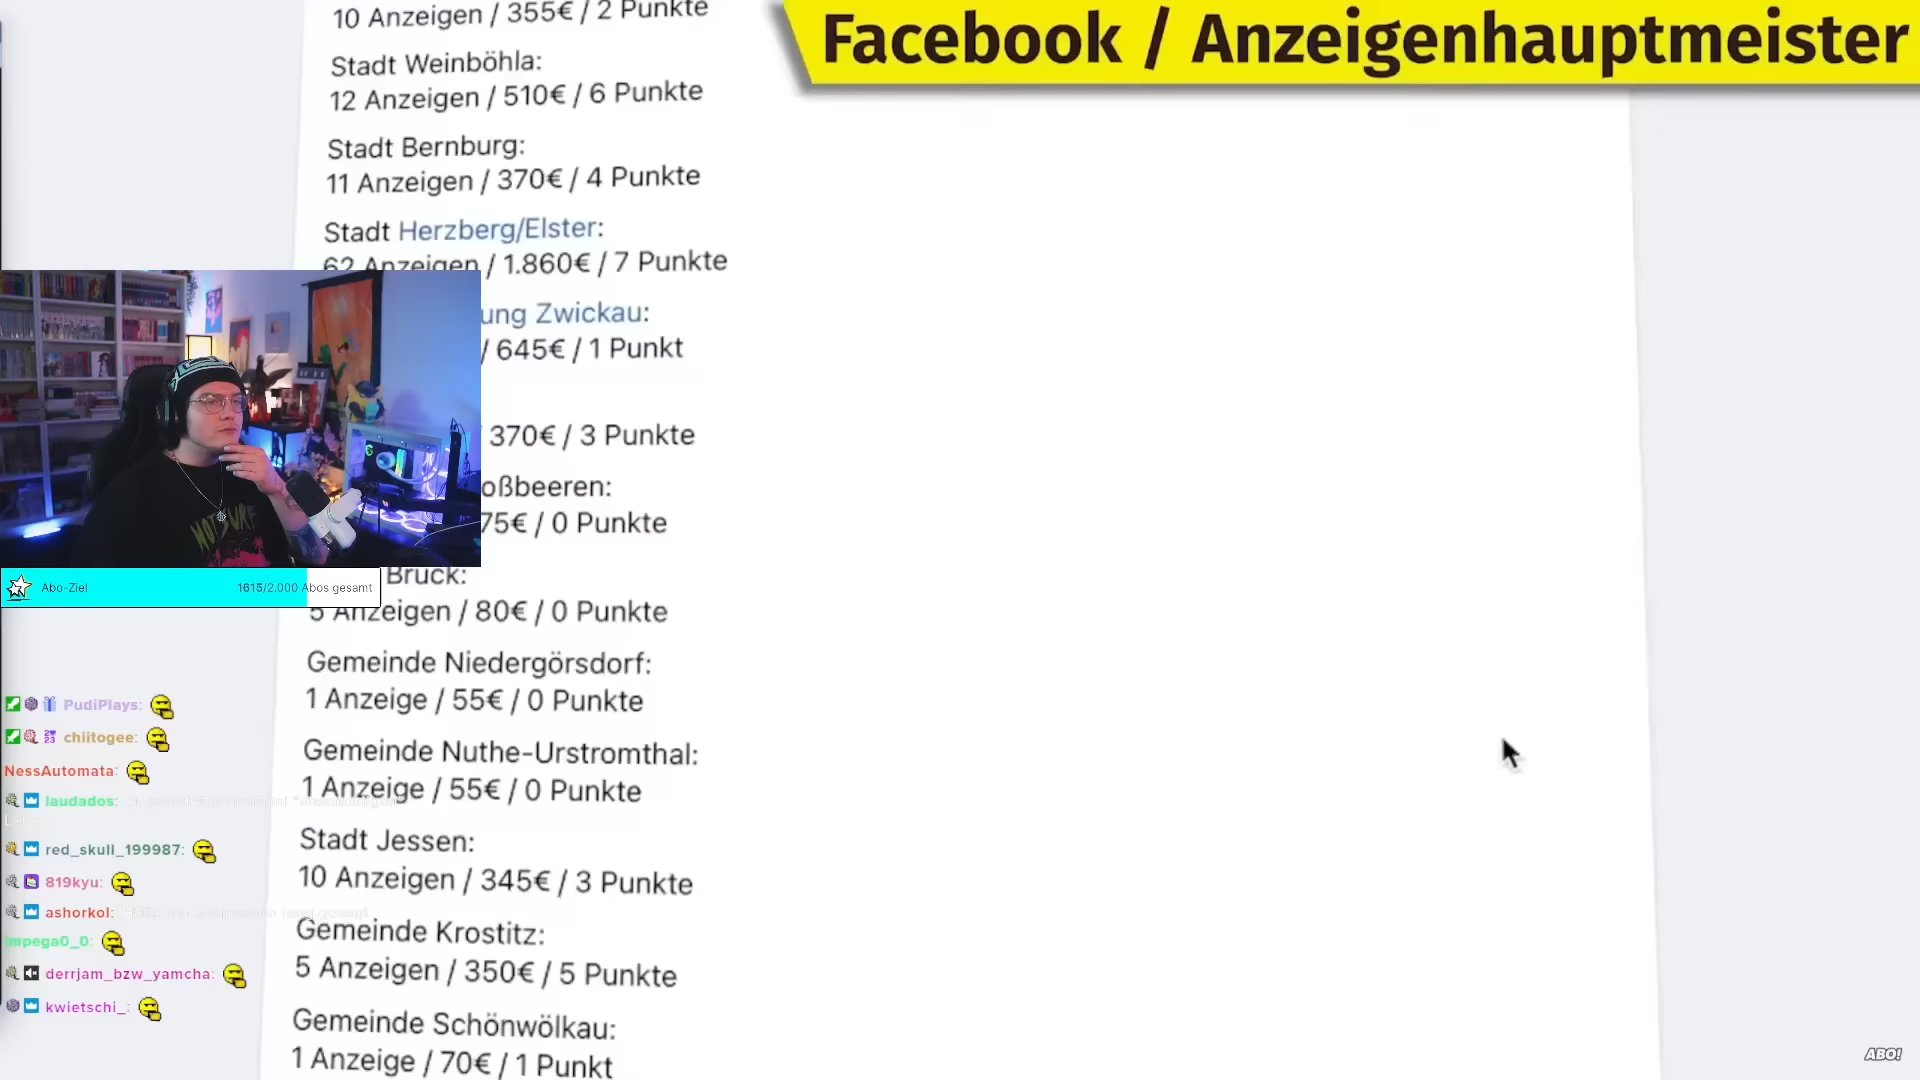 10 Anzeigen / 355€ / 2 Punkte
Facebook / Anzeigenhauptmeister
Stadt Weinböhla:
12 Anzeigen / 510€ / 6 Punkte
Stadt Bernburg:
11 Anzeigen / 370€ / 4 Punkte
Stadt Herzberg/Elster:
62 Anzeigen / 1.860€ / 7 Punkte
ung Zwickau:
/ 645€ / 1 Punkt
/ 370€ / 3 Punkte
oßbeeren:
75€ / 0 Punkte
Bruck:
5 Anzeigen / 80€ / 0 Punkte
Gemeinde Niedergörsdorf:
1 Anzeige / 55€ / 0 Punkte
Gemeinde Nuthe-Urstromthal:
1 Anzeige / 55€ / 0 Punkte
Stadt Jessen:
10 Anzeigen / 345€ / 3 Punkte
Gemeinde Krostitz:
5 Anzeigen / 350€ / 5 Punkte
Gemeinde Schönwölkau:
1 Anzeige / 70€ / 1 Punkt
Abo-Ziel 1615/2.000 Abos gesamt
PudiPlays:
chiitogee:
NessAutomata:
laudados:
red_skull_199987:
819kyu:
ashorkol:
impega0_0:
derrjam_bzw_yamcha:
kwietschi_:
ABO!